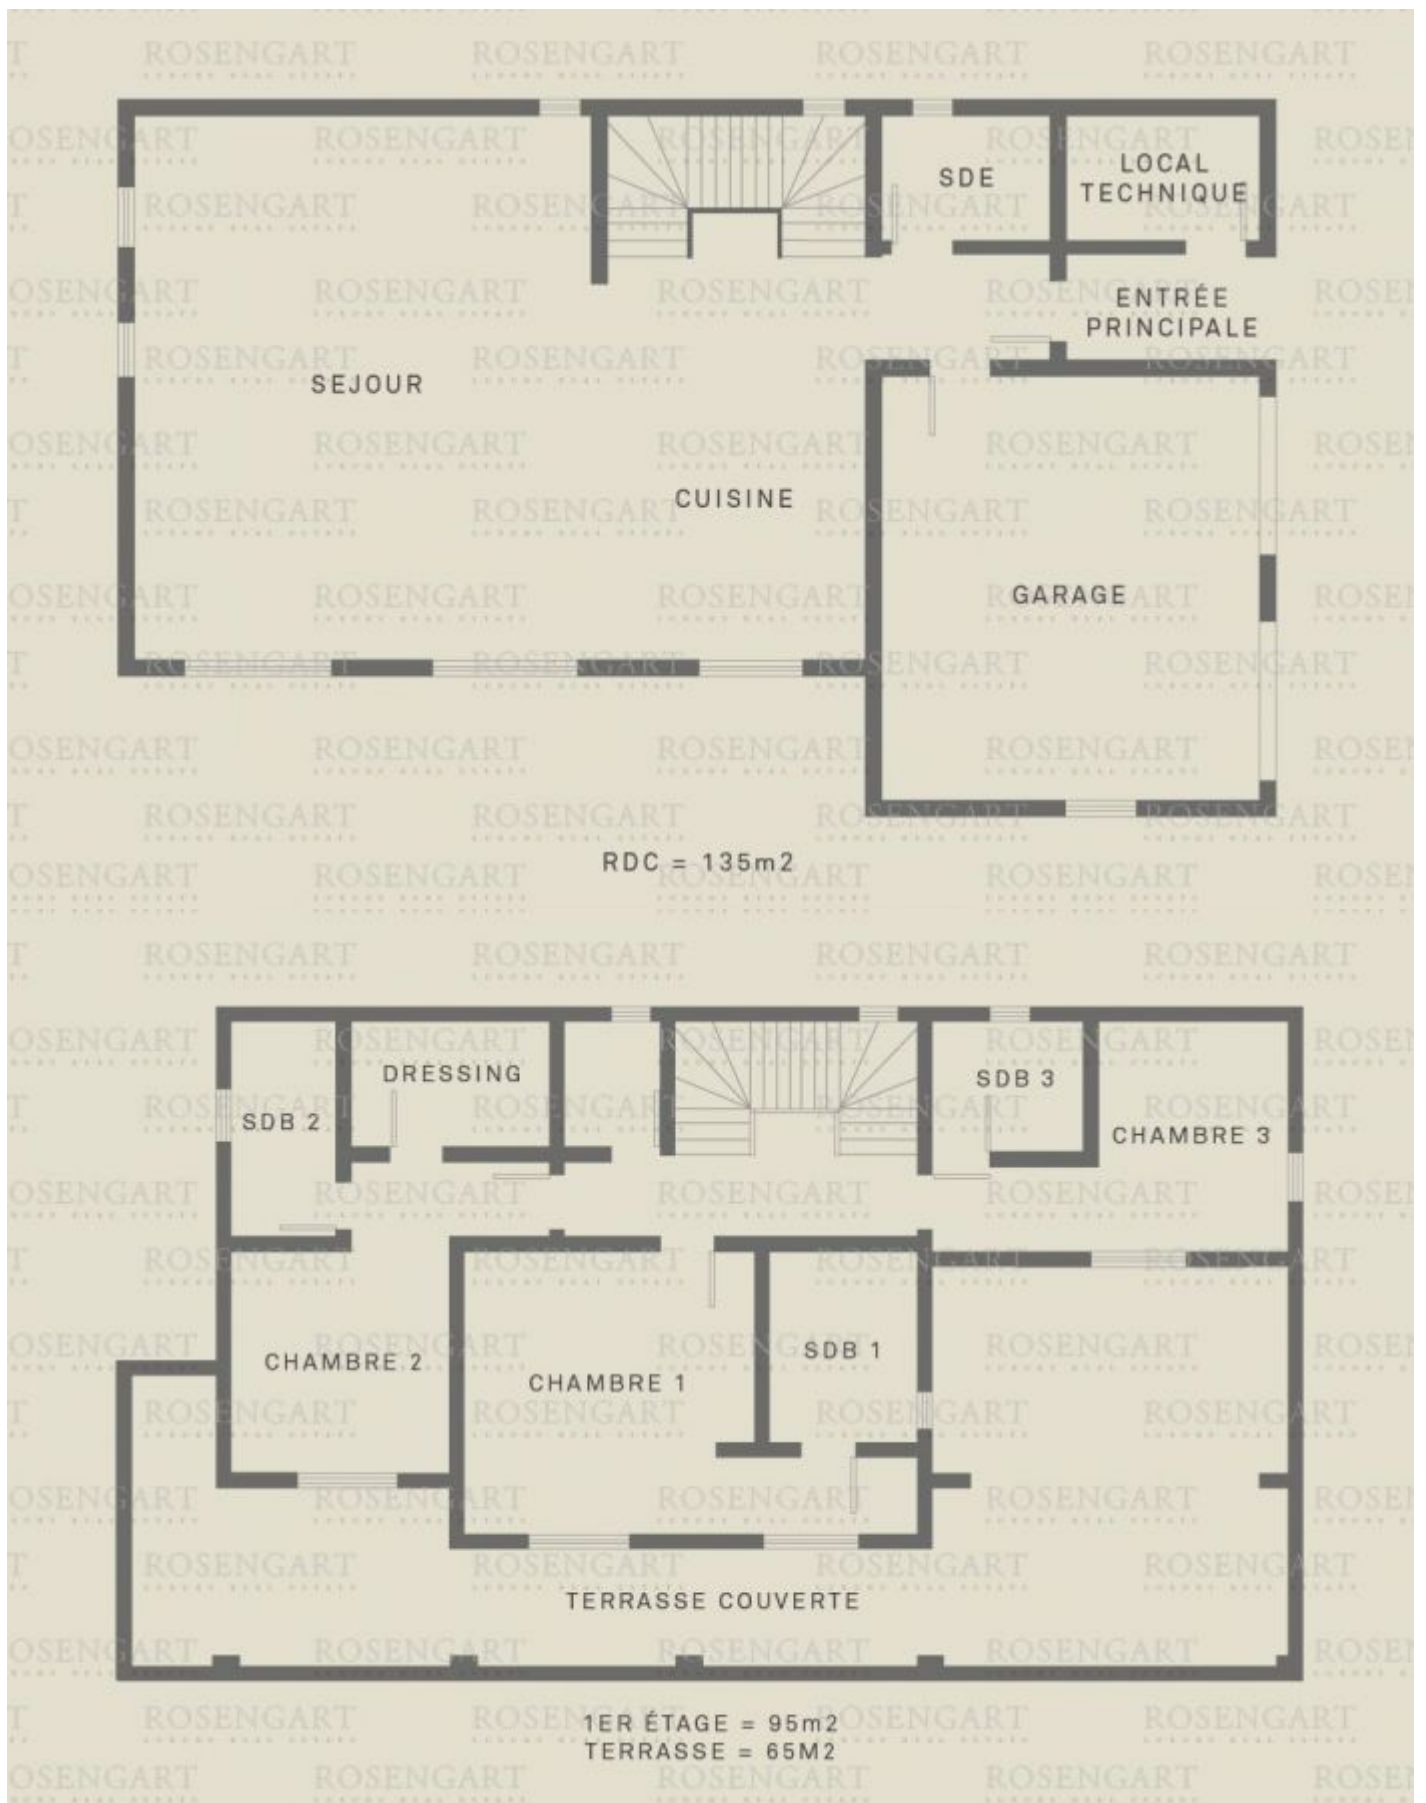 SDE
LOCAL
TECHNIQUE
ENTRÉE
PRINCIPALE
SEJOUR
CUISINE
GARAGE
RDC = 135m2
DRESSING
SDB 2
SDB 3
CHAMBRE 3
SDB 1
CHAMBRE 2
CHAMBRE 1
TERRASSE COUVERTE
1ER ÉTAGE = 95m2
TERRASSE = 65M2
ROSENGART